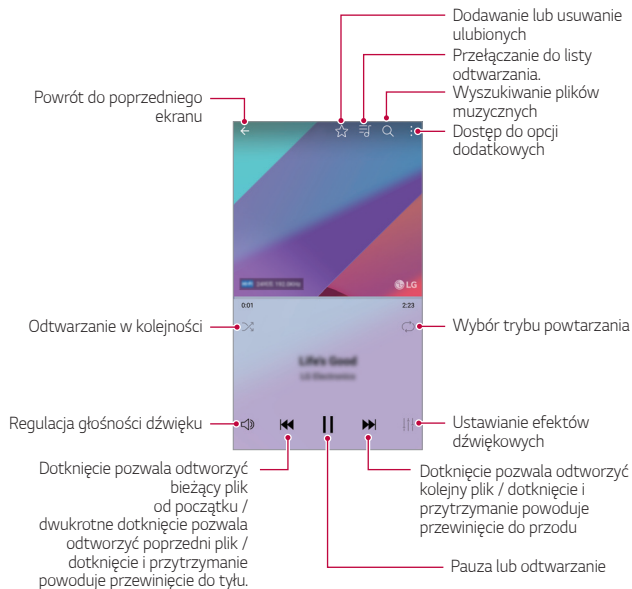 Dodawanie lub usuwanie
ulubionych
Przełączanie do listy
odtwarzania.
Wyszukiwanie plików
muzycznych
Dostęp do opcji
dodatkowych
Powrót do poprzedniego
ekranu
LG
0:01
2:23
Odtwarzanie w kolejności
Wybór trybu powtarzania
Life's Good
LG Electronics
Regulacja głośności dźwięku
Ustawianie efektów
dźwiękowych
Dotknięcie pozwala odtworzyć
bieżący plik
od początku /
dwukrotne dotknięcie pozwala
odtworzyć poprzedni plik /
dotknięcie i przytrzymanie
powoduje przewinięcie do tyłu.
Dotknięcie pozwala odtworzyć
kolejny plik / dotknięcie i
przytrzymanie powoduje
przewinięcie do przodu
Pauza lub odtwarzanie